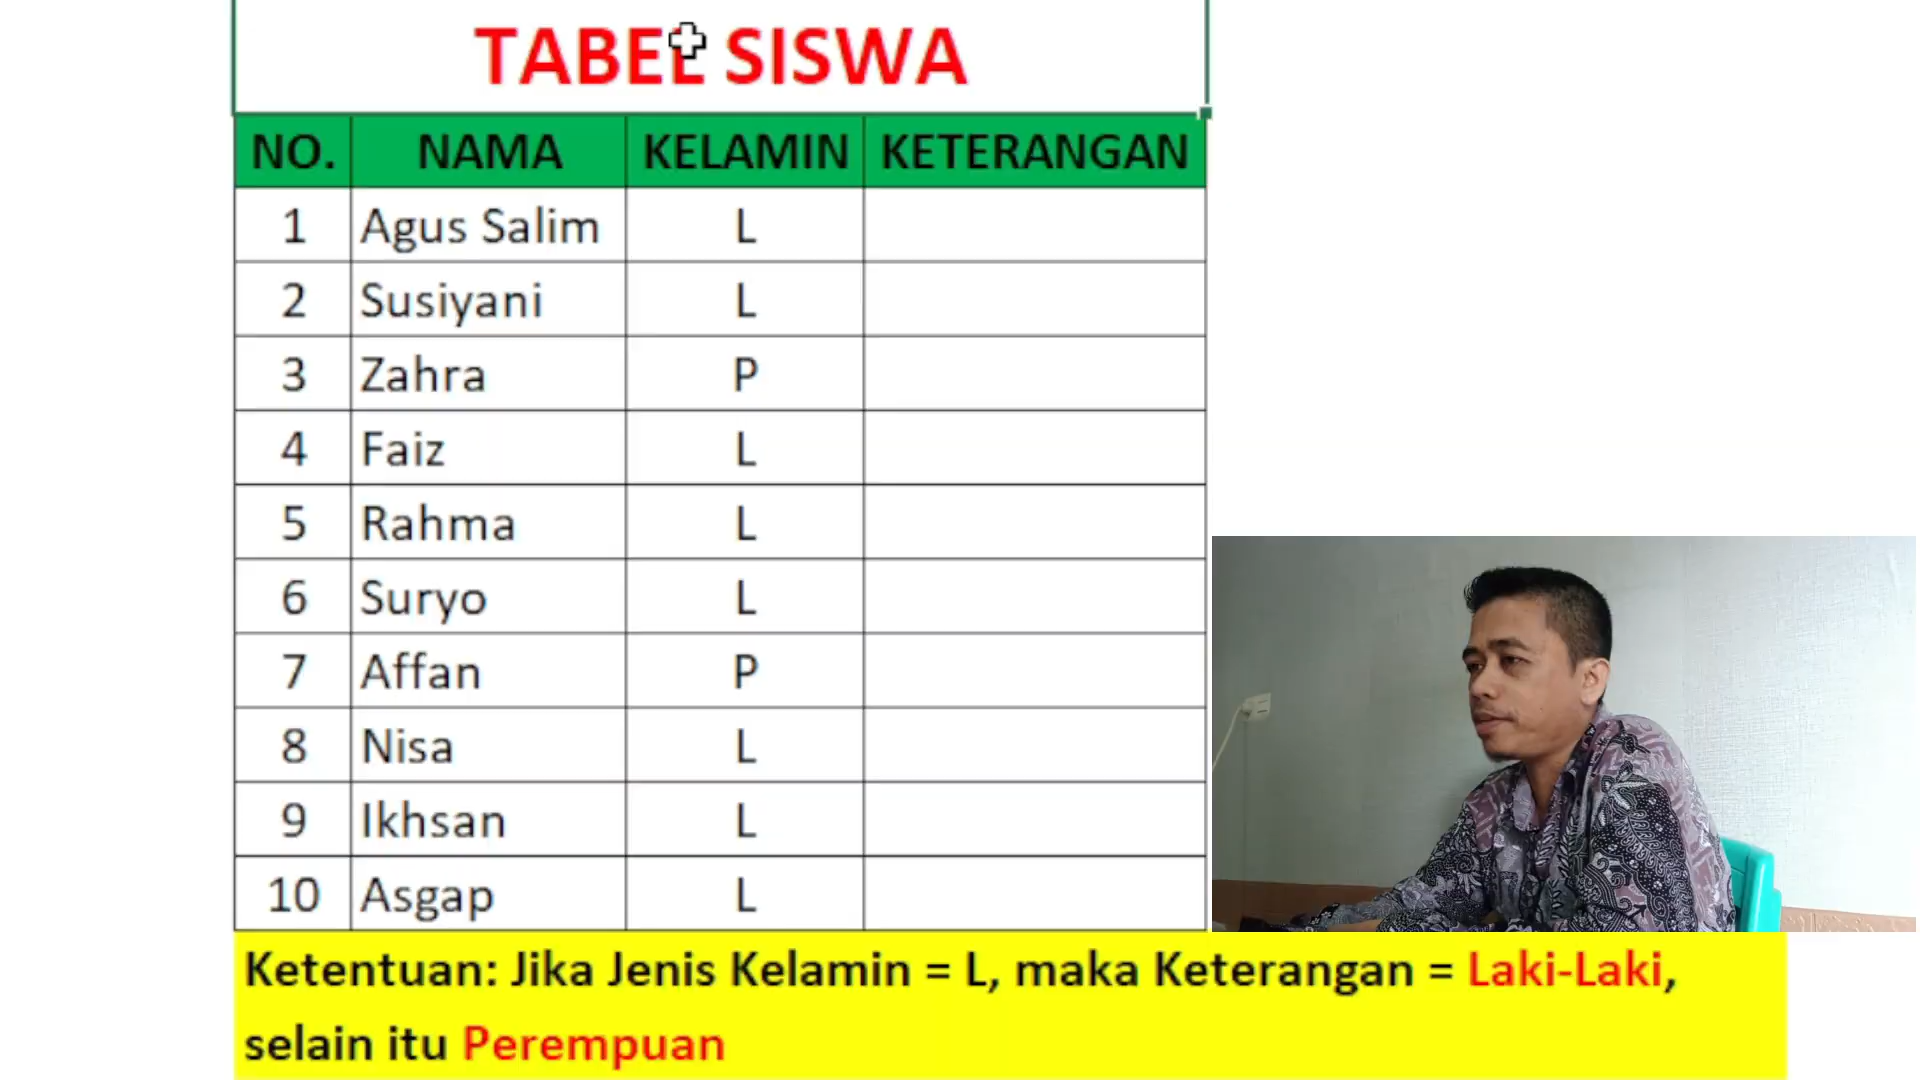 TABEL SISWA
NO. NAMA KELAMIN KETERANGAN
1 Agus Salim L
2 Susiyani L
3 Zahra P
4 Faiz L
5 Rahma L
6 Suryo L
7 Affan P
8 Nisa L
9 Ikhsan L
10 Asgap L
Ketentuan: Jika Jenis Kelamin = L, maka Keterangan = Laki-Laki,
selain itu Perempuan